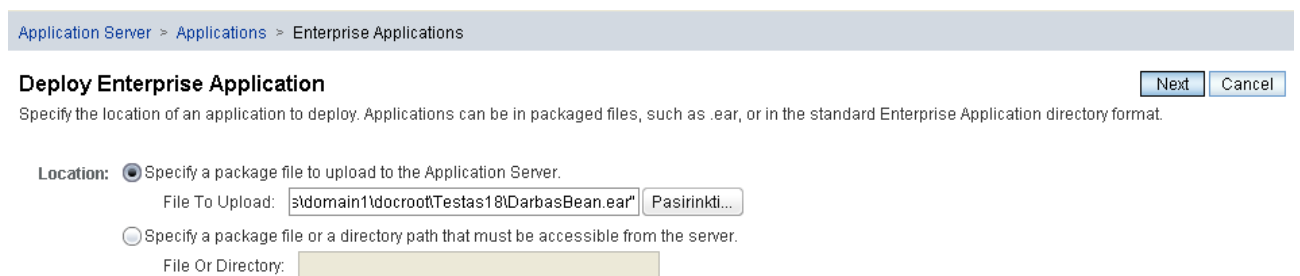 Application Server > Applications > Enterprise Applications
Deploy Enterprise Application
Next Cancel
Specify the location of an application to deploy. Applications can be in packaged files, such as .ear, or in the standard Enterprise Application directory format.
Location: Specify a package file to upload to the Application Server.
File To Upload: s\domain1\docroot\Testas18\DarbasBean.ear" Pasirinkti...
Specify a package file or a directory path that must be accessible from the server.
File Or Directory: